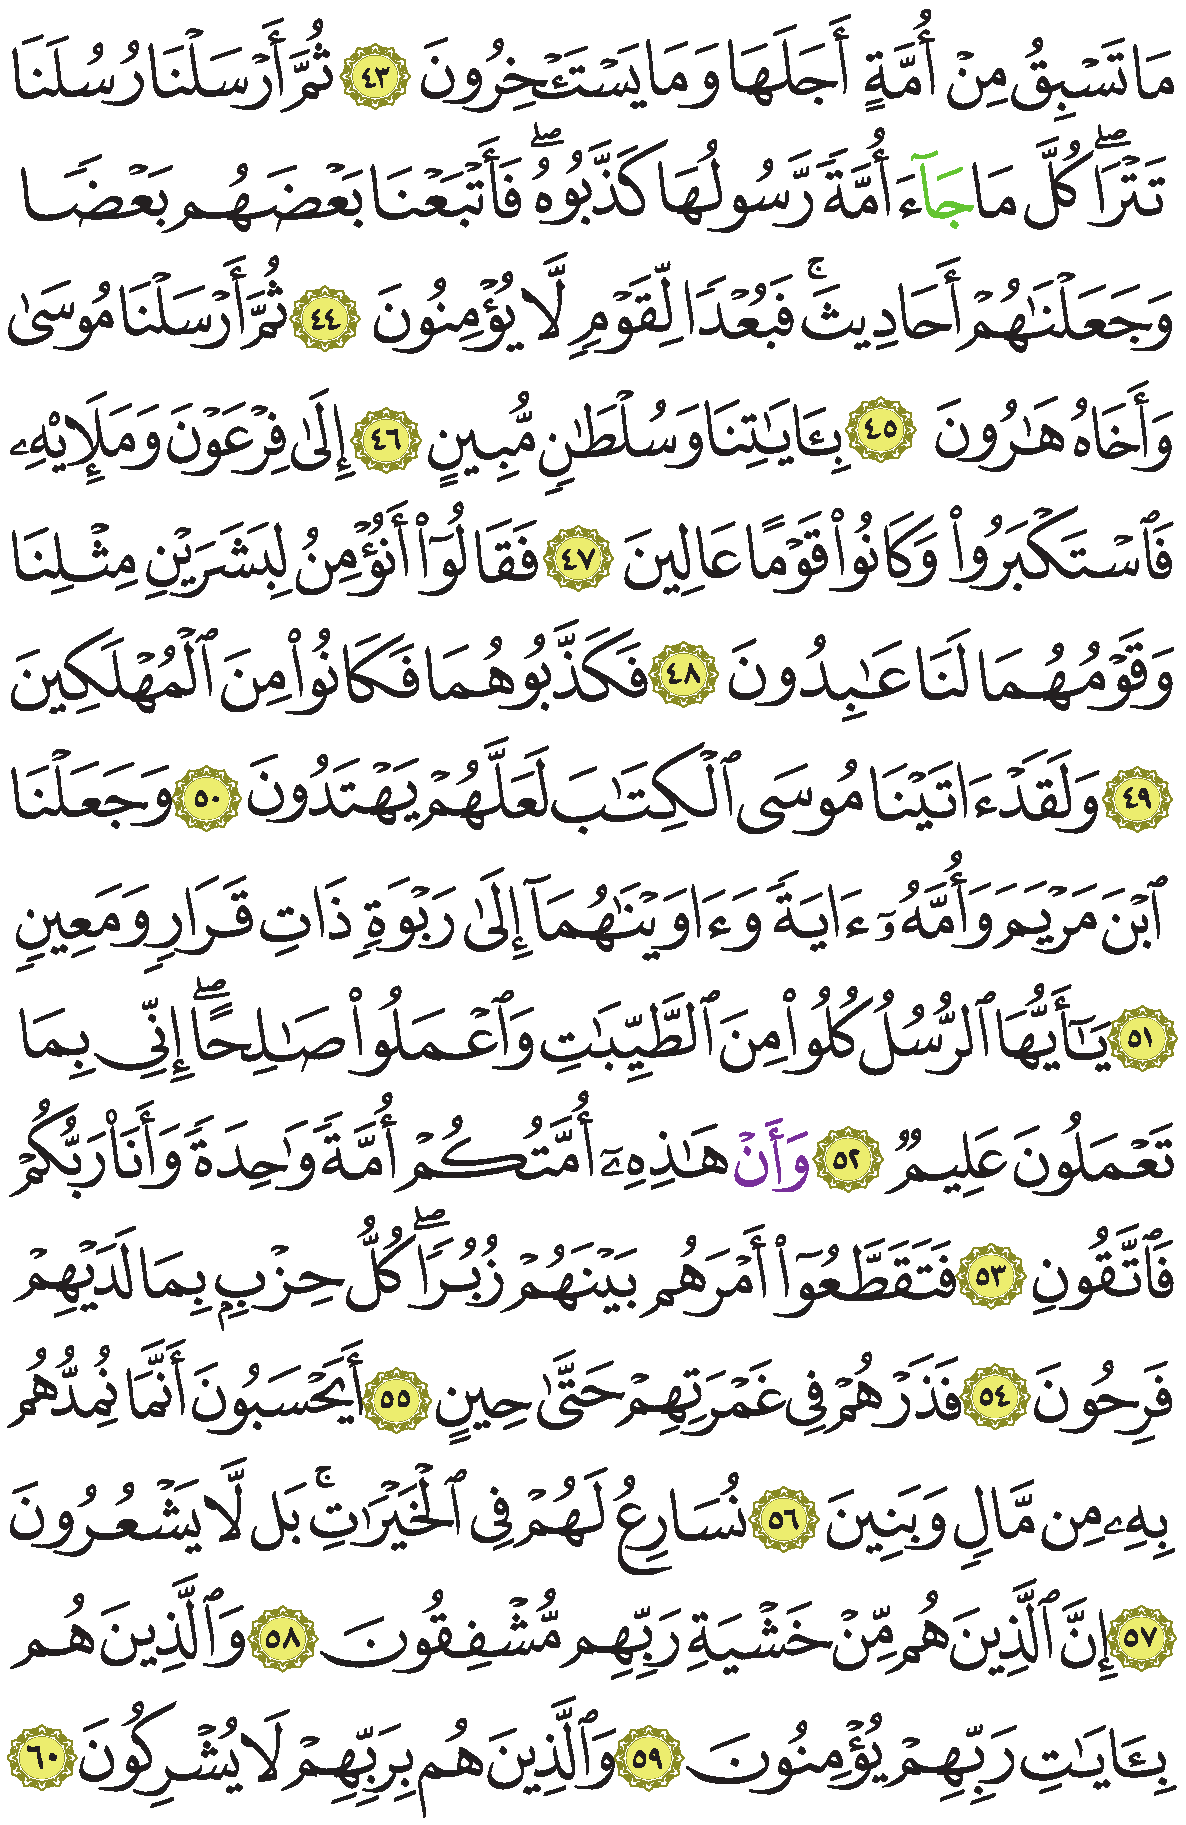 مَا تَسْبِقُ مِنْ أُمَّةٍ أَجَلَهَا وَمَا يَسْتَـْٔخِرُونَ ٤٣ ثُمَّ أَرْسَلْنَا رُسُلَنَا
تَتْرَاۖ كُلَّ مَا جَآءَ أُمَّةً رَّسُولُهَا كَذَّبُوهُۖ فَأَتْبَعْنَا بَعْضَهُم بَعْضًا
وَجَعَلْنَٰهُمْ أَحَادِيثَۚ فَبُعْدًا لِّقَوْمٍ لَّا يُؤْمِنُونَ ٤٤ ثُمَّ أَرْسَلْنَا مُوسَىٰ
وَأَخَاهُ هَٰرُونَ ٤٥ بِـَٔايَٰتِنَا وَسُلْطَٰنٍ مُّبِينٍ ٤٦ إِلَىٰ فِرْعَوْنَ وَمَلَإِيْهِۦ
فَٱسْتَكْبَرُوا۟ وَكَانُوا۟ قَوْمًا عَالِينَ ٤٧ فَقَالُوٓا۟ أَنُؤْمِنُ لِبَشَرَيْنِ مِثْلِنَا
وَقَوْمُهُمَا لَنَا عَٰبِدُونَ ٤٨ فَكَذَّبُوهُمَا فَكَانُوا۟ مِنَ ٱلْمُهْلَكِينَ
٤٩ وَلَقَدْ ءَاتَيْنَا مُوسَى ٱلْكِتَٰبَ لَعَلَّهُمْ يَهْتَدُونَ ٥٠ وَجَعَلْنَا
ٱبْنَ مَرْيَمَ وَأُمَّهُۥٓ ءَايَةً وَءَاوَيْنَٰهُمَآ إِلَىٰ رَبْوَةٍ ذَاتِ قَرَارٍ وَمَعِينٍ
٥١ يَٰٓأَيُّهَا ٱلرُّسُلُ كُلُوا۟ مِنَ ٱلطَّيِّبَٰتِ وَٱعْمَلُوا۟ صَٰلِحًاۖ إِنِّى بِمَا
تَعْمَلُونَ عَلِيمٌ ٥٢ وَأَنْ هَٰذِهِۦٓ أُمَّتُكُمْ أُمَّةً وَٰحِدَةً وَأَنَا۠ رَبُّكُمْ
فَٱتَّقُونِ ٥٣ فَتَقَطَّعُوٓا۟ أَمْرَهُم بَيْنَهُمْ زُبُرًاۖ كُلُّ حِزْبٍۭ بِمَا لَدَيْهِمْ
فَرِحُونَ ٥٤ فَذَرْهُمْ فِى غَمْرَتِهِمْ حَتَّىٰ حِينٍ ٥٥ أَيَحْسَبُونَ أَنَّمَا نُمِدُّهُم
بِهِۦ مِن مَّالٍ وَبَنِينَ ٥٦ نُسَارِعُ لَهُمْ فِى ٱلْخَيْرَٰتِۚ بَل لَّا يَشْعُرُونَ
٥٧ إِنَّ ٱلَّذِينَ هُم مِّنْ خَشْيَةِ رَبِّهِم مُّشْفِقُونَ ٥٨ وَٱلَّذِينَ هُم
بِـَٔايَٰتِ رَبِّهِمْ يُؤْمِنُونَ ٥٩ وَٱلَّذِينَ هُم بِرَبِّهِمْ لَا يُشْرِكُونَ ٦٠